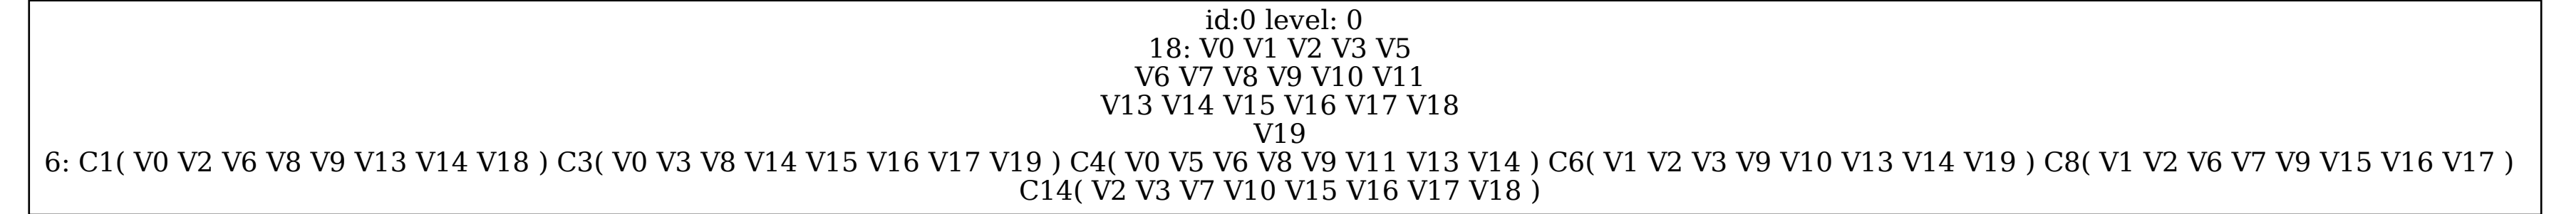 id:0 level: 0
18: V0 V1 V2 V3 V5
V6 V7 V8 V9 V10 V11
V13 V14 V15 V16 V17 V18
V19
6: C1( V0 V2 V6 V8 V9 V13 V14 V18 ) C3( V0 V3 V8 V14 V15 V16 V17 V19 ) C4( V0 V5 V6 V8 V9 V11 V13 V14 ) C6( V1 V2 V3 V9 V10 V13 V14 V19 ) C8( V1 V2 V6 V7 V9 V15 V16 V17 )
C14( V2 V3 V7 V10 V15 V16 V17 V18 )